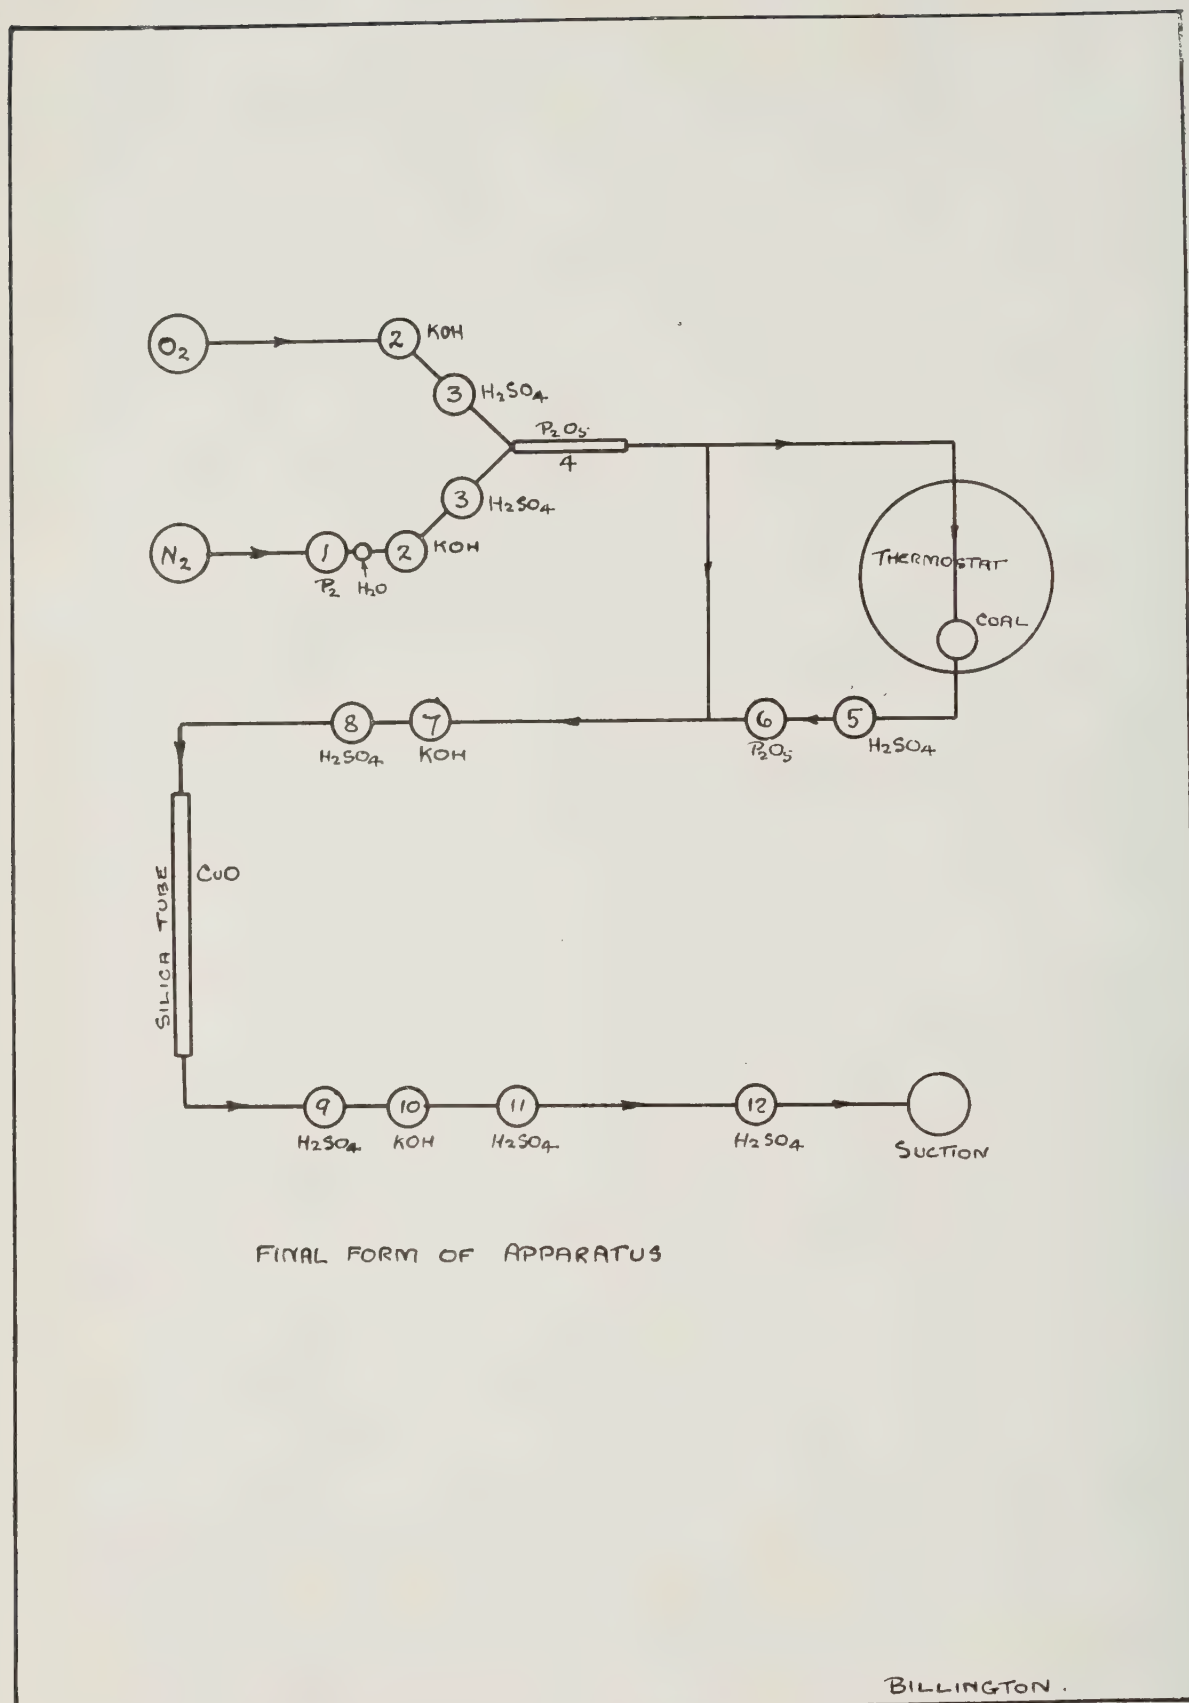 O₂
2
KOH
3
H₂SO₄
P₂O₅
4
3
H₂SO₄
N₂
1
P₂
H₂O
2
KOH
THERMOSTAT
COAL
8
H₂SO₄
7
KOH
6
P₂O₅
5
H₂SO₄
SILICA TUBE
CuO
9
H₂SO₄
10
KOH
11
H₂SO₄
12
H₂SO₄
SUCTION
FINAL FORM OF APPARATUS
BILLINGTON.